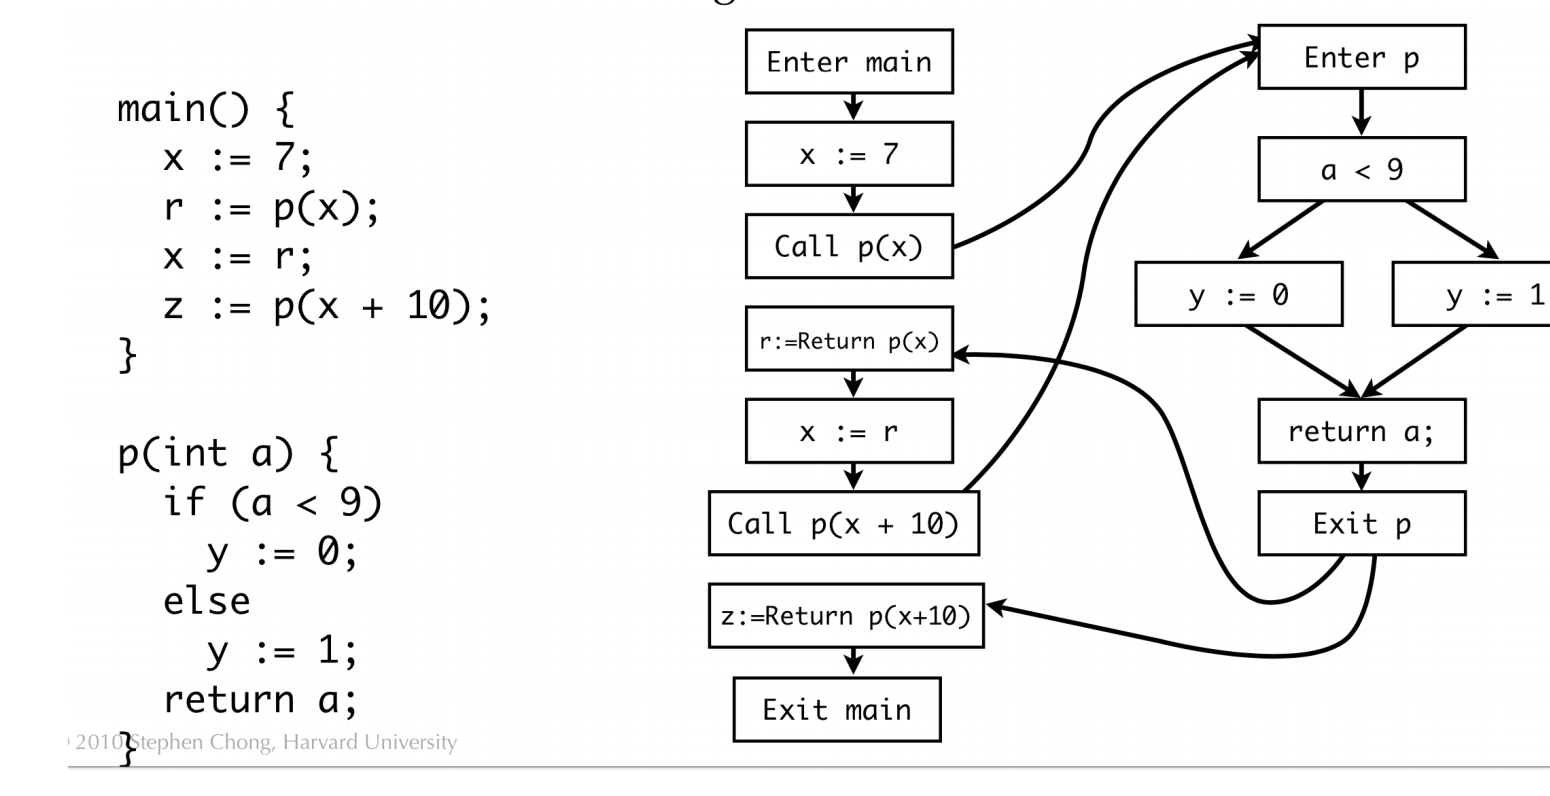 main() {
x := 7;
r := p(x);
x := r;
z := p(x + 10);
}
p(int a) {
if (a < 9)
y := 0;
else
y := 1;
return a;
}
2010 Stephen Chong, Harvard University
Enter main
x := 7
Call p(x)
r:=Return p(x)
x := r
Call p(x + 10)
z:=Return p(x+10)
Exit main
Enter p
a < 9
y := 0
y := 1
return a;
Exit p